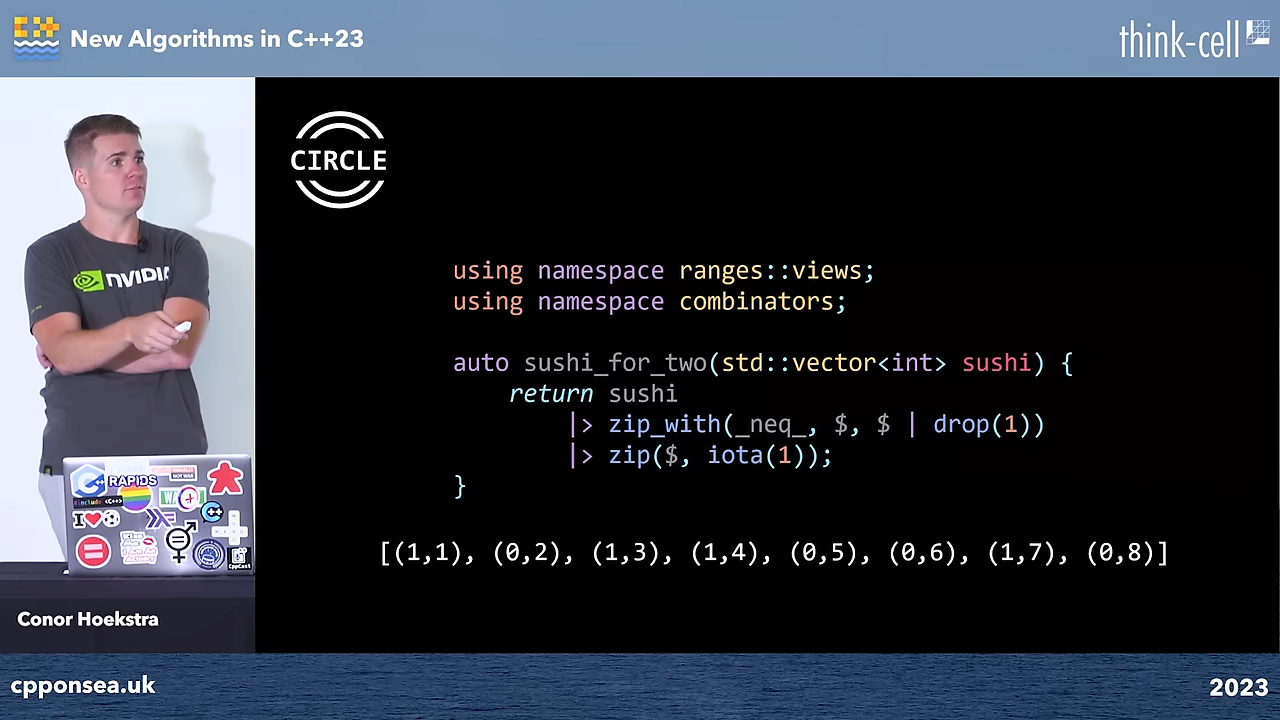 New Algorithms in C++23
think-cell
CIRCLE
using namespace ranges::views;
using namespace combinators;
auto sushi_for_two(std::vector<int> sushi) {
return sushi
|> zip_with(_neq_, $, $ | drop(1))
|> zip($, iota(1));
}
[(1,1), (0,2), (1,3), (1,4), (0,5), (0,6), (1,7), (0,8)]
NVIDIA
RAPIDS
#include <C++>
I
C++
CppCast
Conor Hoekstra
cpponsea.uk
2023